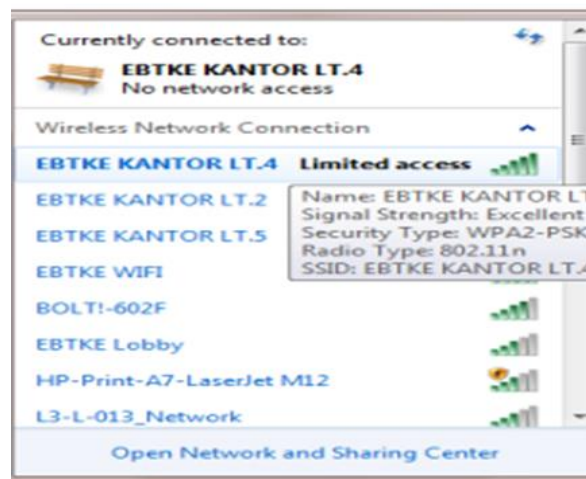 Currently connected to:
EBTKE KANTOR LT.4
No network access
Wireless Network Connection
EBTKE KANTOR LT.4 Limited access
EBTKE KANTOR LT.2
Name: EBTKE KANTOR LT
Signal Strength: Excellent
EBTKE KANTOR LT.5
Security Type: WPA2-PSK
Radio Type: 802.11n
EBTKE WIFI
SSID: EBTKE KANTOR LT.4
BOLT!-602F
EBTKE Lobby
HP-Print-A7-LaserJet M12
L3-L-013_Network
Open Network and Sharing Center